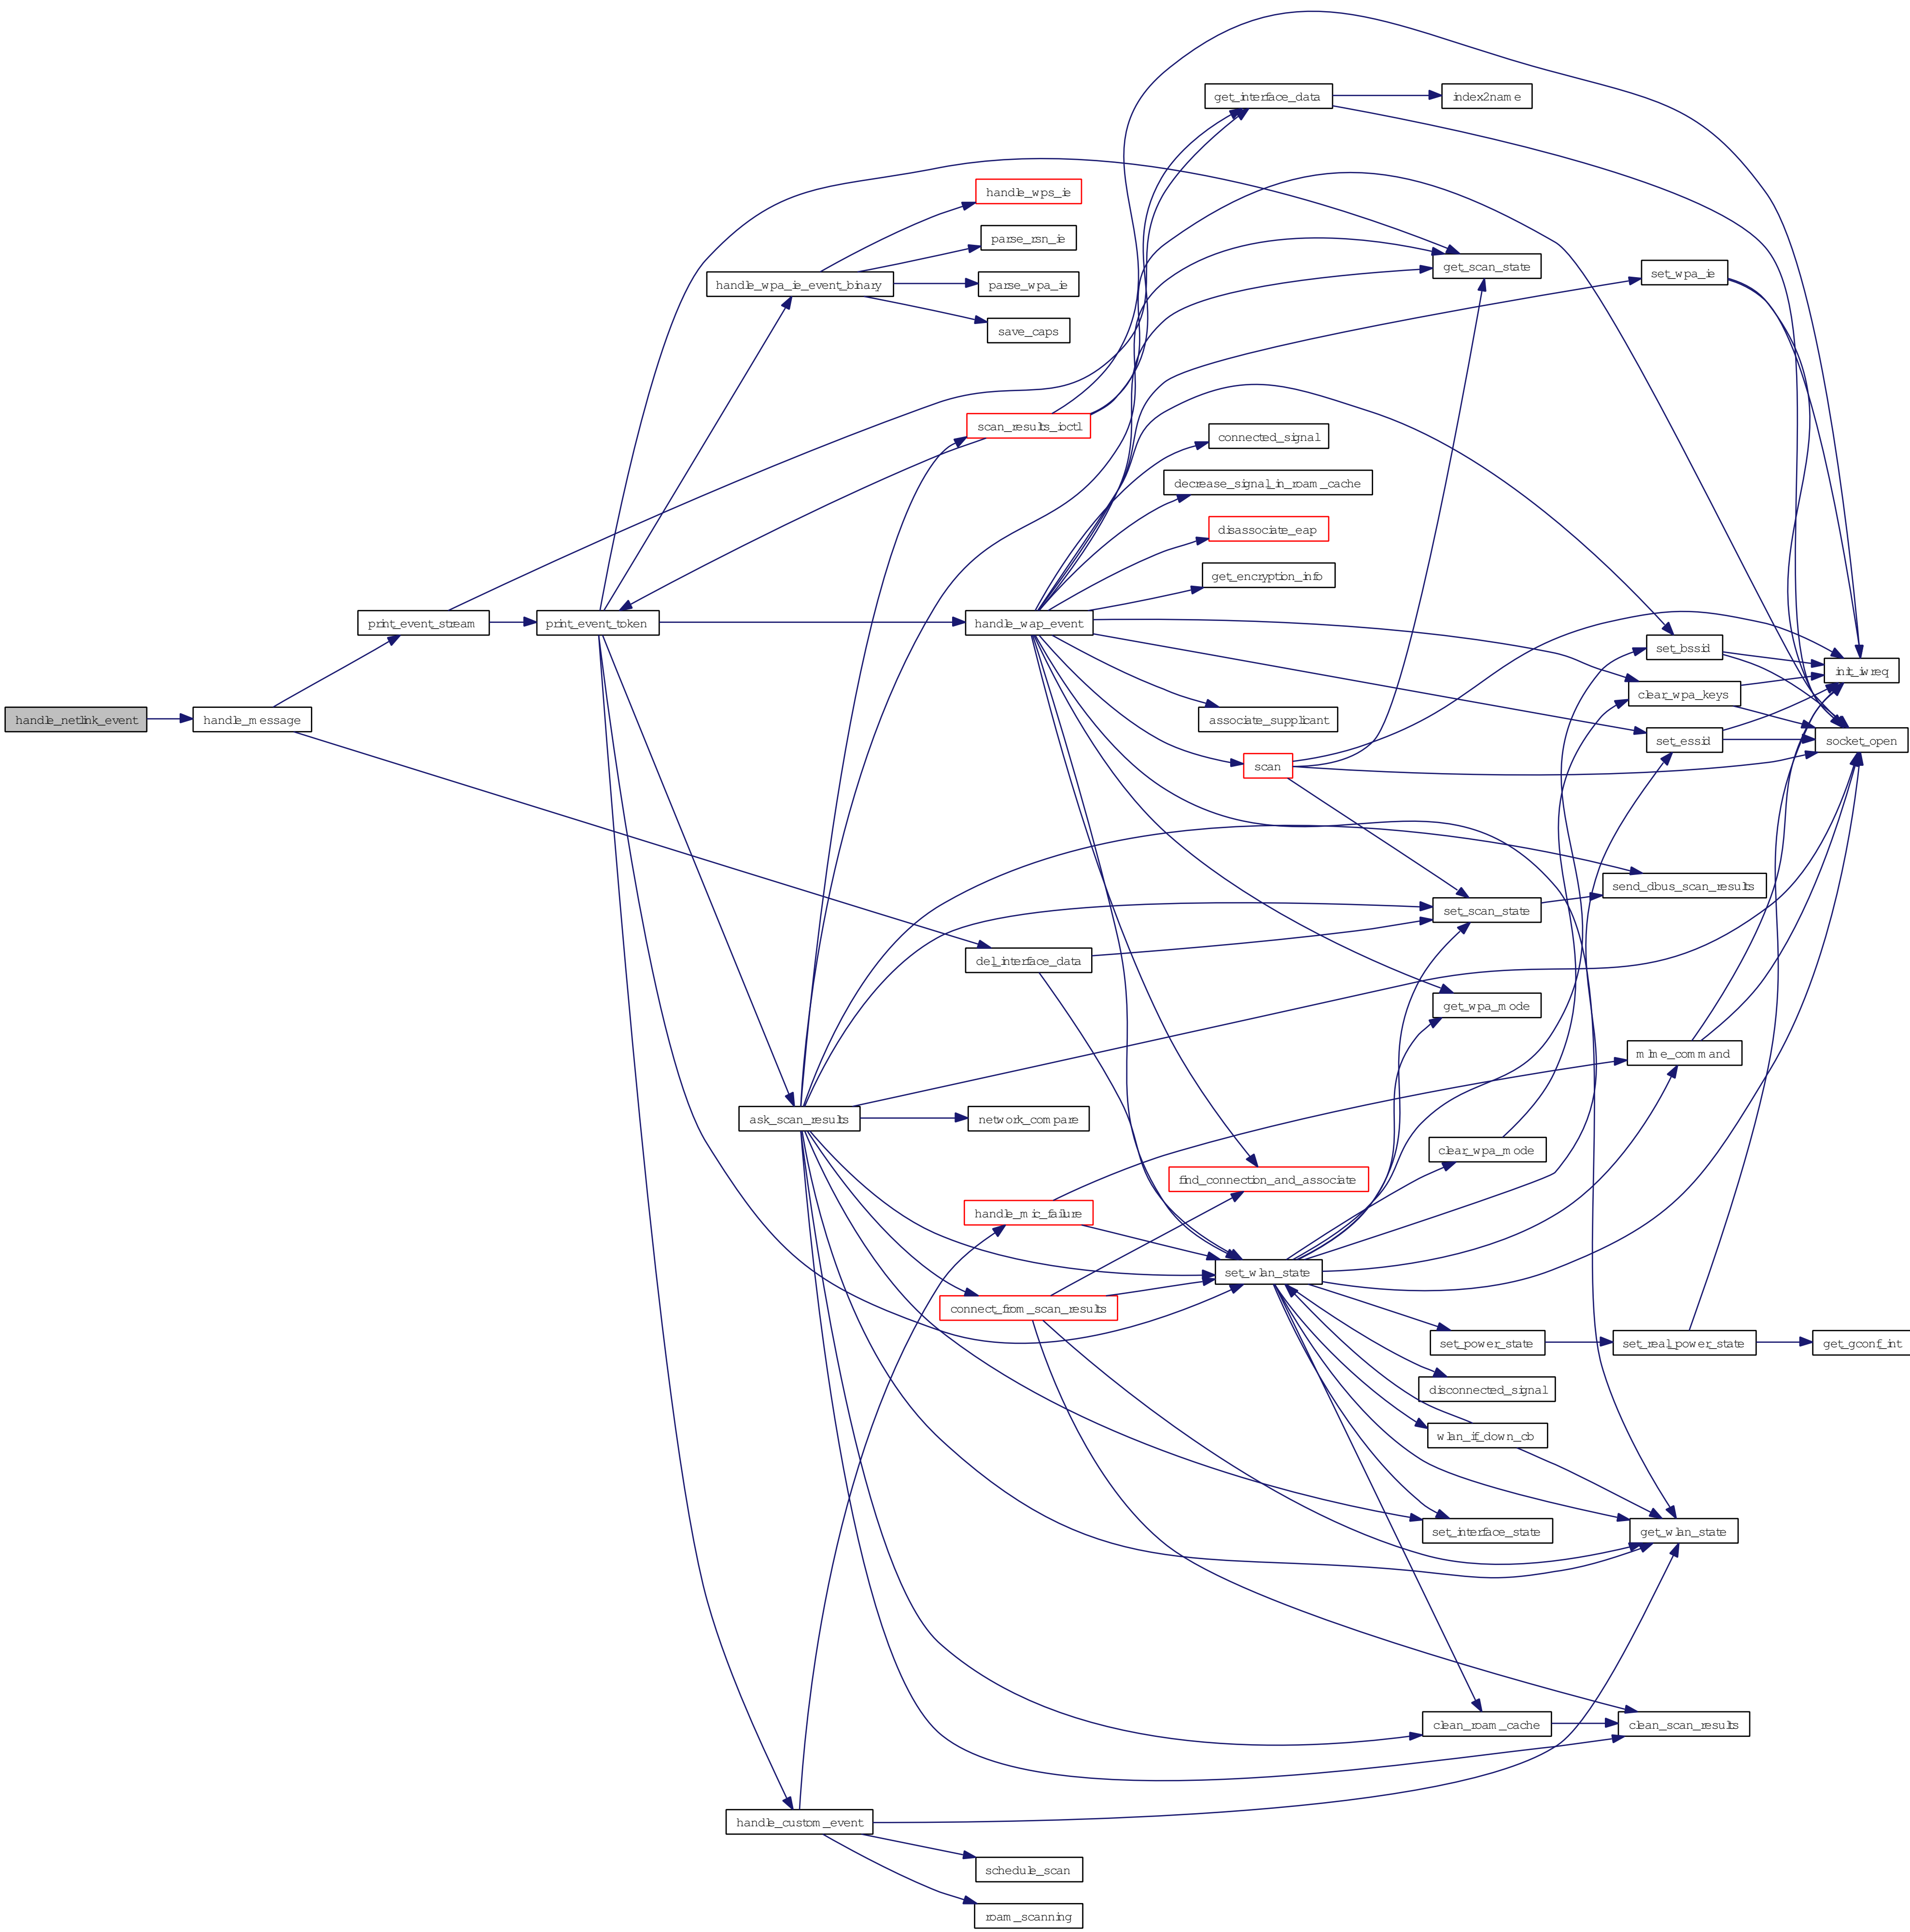 get_interface_data
index2name
handle_wps_ie
parse_rsn_ie
get_scan_state
set_wpa_ie
handle_wpa_ie_event_binary
parse_wpa_ie
save_caps
scan_results_ioctl
connected_signal
decrease_signal_in_roam_cache
disassociate_eap
get_encryption_info
print_event_stream
print_event_token
handle_wap_event
set_bssid
init_iwreq
clear_wpa_keys
handle_netlink_event
handle_message
associate_supplicant
set_essid
socket_open
scan
send_dbus_scan_results
set_scan_state
del_interface_data
get_wpa_mode
mlme_command
ask_scan_results
network_compare
clear_wpa_mode
find_connection_and_associate
handle_mic_failure
set_wlan_state
connect_from_scan_results
set_power_state
set_real_power_state
get_gconf_int
disconnected_signal
wlan_if_down_cb
set_interface_state
get_wlan_state
clean_roam_cache
clean_scan_results
handle_custom_event
schedule_scan
roam_scanning